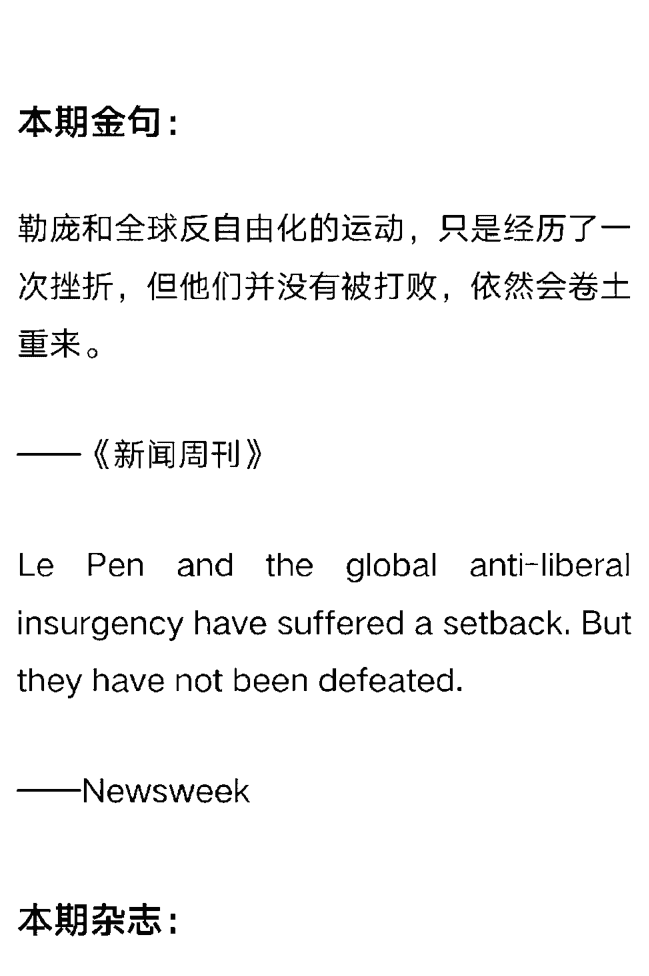 本期金句：
勒庞和全球反自由化的运动，只是经历了一
次挫折，但他们并没有被打败，依然会卷土
重来。
——《新闻周刊》
Le Pen and the global anti-liberal
insurgency have suffered a setback. But
they have not been defeated.
——Newsweek
本期杂志：